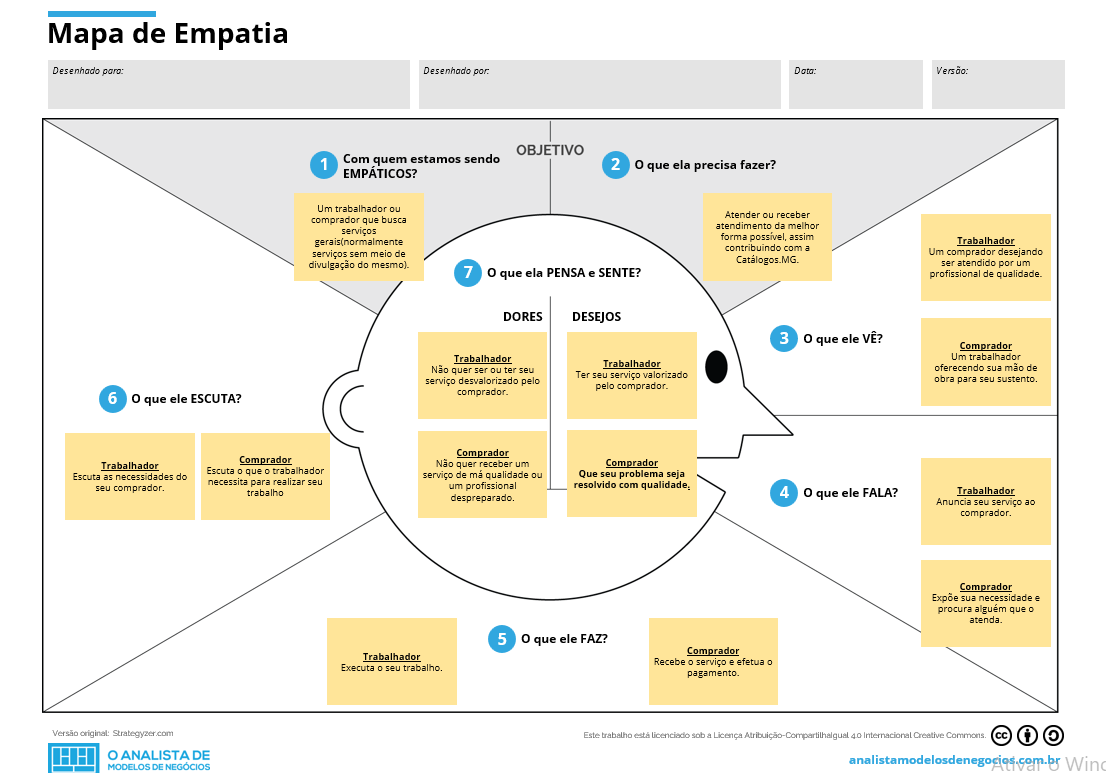 Mapa de Empatia
Desenhado para:
Desenhado por:
Data:
Versão:
OBJETIVO
1
Com quem estamos sendo
EMPÁTICOS?
2
O que ela precisa fazer?
Um trabalhador ou
comprador que busca
serviços
gerais(normalmente
serviços sem meio de
divulgação do mesmo).
Atender ou receber
atendimento da melhor
forma possível, assim
contribuindo com a
Catálogos.MG.
7
O que ela PENSA e SENTE?
DORES
DESEJOS
Trabalhador
Não quer ser ou ter seu
serviço desvalorizado pelo
comprador.
Trabalhador
Ter seu serviço valorizado
pelo comprador.
Comprador
Não quer receber um
serviço de má qualidade ou
um profissional
despreparado.
Comprador
Que seu problema seja
resolvido com qualidade.
3
O que ele VÊ?
Trabalhador
Um comprador desejando
ser atendido por um
profissional de qualidade.
Comprador
Um trabalhador
oferecendo sua mão de
obra para seu sustento.
4
O que ele FALA?
Trabalhador
Anuncia seu serviço ao
comprador.
Comprador
Expõe sua necessidade e
procura alguém que o
atenda.
6
O que ele ESCUTA?
Trabalhador
Escuta as necessidades do
seu comprador.
Comprador
Escuta o que o trabalhador
necessita para realizar seu
trabalho
5
O que ele FAZ?
Trabalhador
Executa o seu trabalho.
Comprador
Recebe o serviço e efetua o
pagamento.
Versão original: Strategyzer.com
O ANALISTA DE
MODELOS DE NEGÓCIOS
Este trabalho está licenciado sob a Licença Atribuição-CompartilhaIgual 4.0 Internacional Creative Commons.
cc
analistamodelosdenegocios.com.br
Ativar o Wind